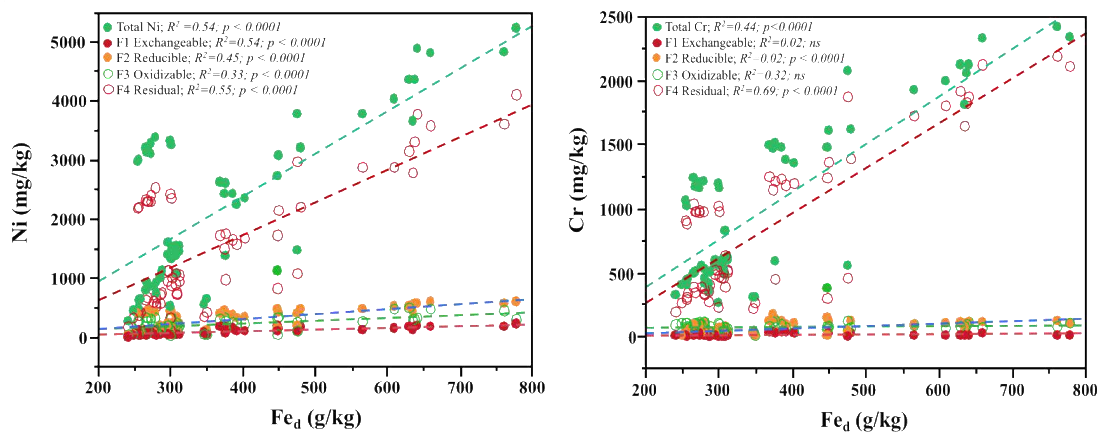 Total Ni; R²=0.54; p < 0.0001
F1 Exchangeable; R²=0.54; p < 0.0001
F2 Reducible; R²=0.45; p < 0.0001
F3 Oxidizable; R²=0.33; p < 0.0001
F4 Residual; R²=0.55; p < 0.0001
5000
4000
3000
2000
1000
0
Ni (mg/kg)
200 300 400 500 600 700 800
Fed (g/kg)
Total Cr; R²=0.44; p<0.0001
F1 Exchangeable; R²=0.02; ns
F2 Reducible; R²=0.02; p < 0.0001
F3 Oxidizable; R²=0.32; ns
F4 Residual; R²=0.69; p < 0.0001
2500
2000
1500
1000
500
0
Cr (mg/kg)
200 300 400 500 600 700 800
Fed (g/kg)